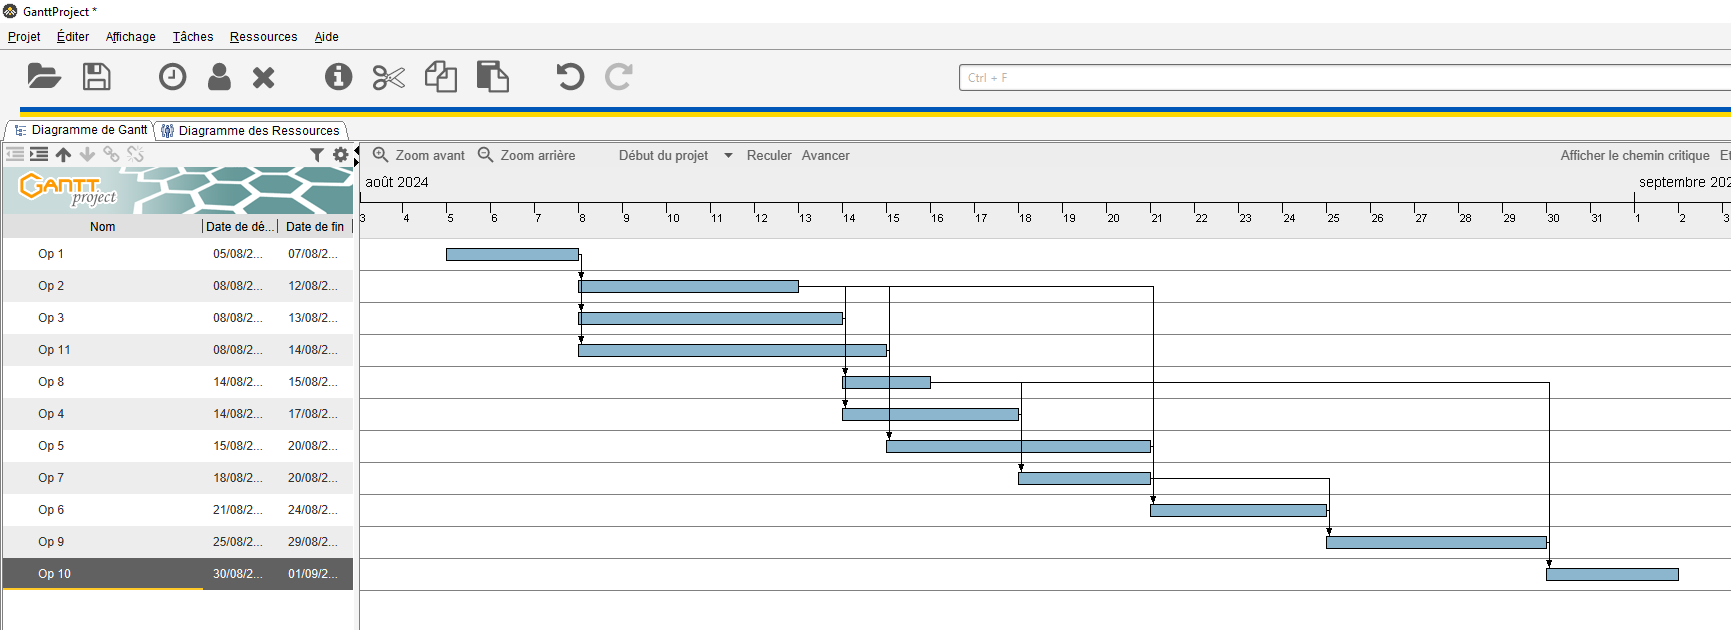 GanttProject *
Projet Éditer Affichage Tâches Ressources Aide
Ctrl + F
Diagramme de Gantt Diagramme des Ressources
Zoom avant Zoom arrière Début du projet Reculer Avancer Afficher le chemin critique Et
août 2024 septembre 202
GANTT project
3 4 5 6 7 8 9 10 11 12 13 14 15 16 17 18 19 20 21 22 23 24 25 26 27 28 29 30 31 1 2 3
Nom Date de dé... Date de fin
Op 1 05/08/2... 07/08/2...
Op 2 08/08/2... 12/08/2...
Op 3 08/08/2... 13/08/2...
Op 11 08/08/2... 14/08/2...
Op 8 14/08/2... 15/08/2...
Op 4 14/08/2... 17/08/2...
Op 5 15/08/2... 20/08/2...
Op 7 18/08/2... 20/08/2...
Op 6 21/08/2... 24/08/2...
Op 9 25/08/2... 29/08/2...
Op 10 30/08/2... 01/09/2...